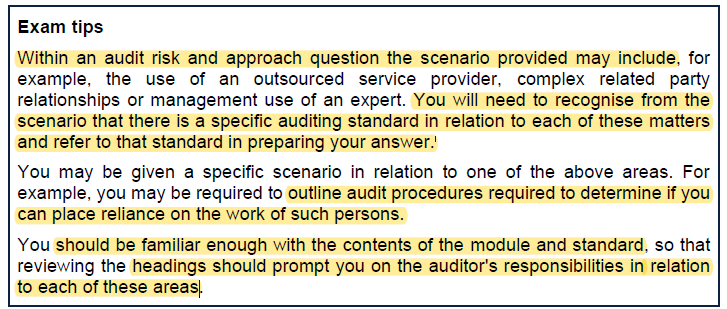 Exam tips
Within an audit risk and approach question the scenario provided may include, for
example, the use of an outsourced service provider, complex related party
relationships or management use of an expert. You will need to recognise from the
scenario that there is a specific auditing standard in relation to each of these matters
and refer to that standard in preparing your answer.
You may be given a specific scenario in relation to one of the above areas. For
example, you may be required to outline audit procedures required to determine if you
can place reliance on the work of such persons.
You should be familiar enough with the contents of the module and standard, so that
reviewing the headings should prompt you on the auditor's responsibilities in relation
to each of these areas.